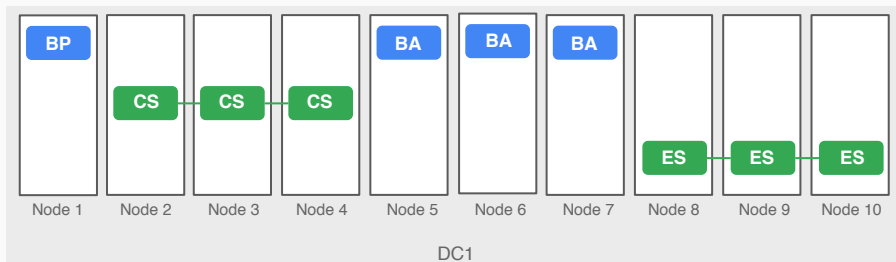 BP
BA
BA
BA
CS
CS
CS
ES
ES
ES
Node 1
Node 2
Node 3
Node 4
Node 5
Node 6
Node 7
Node 8
Node 9
Node 10
DC1